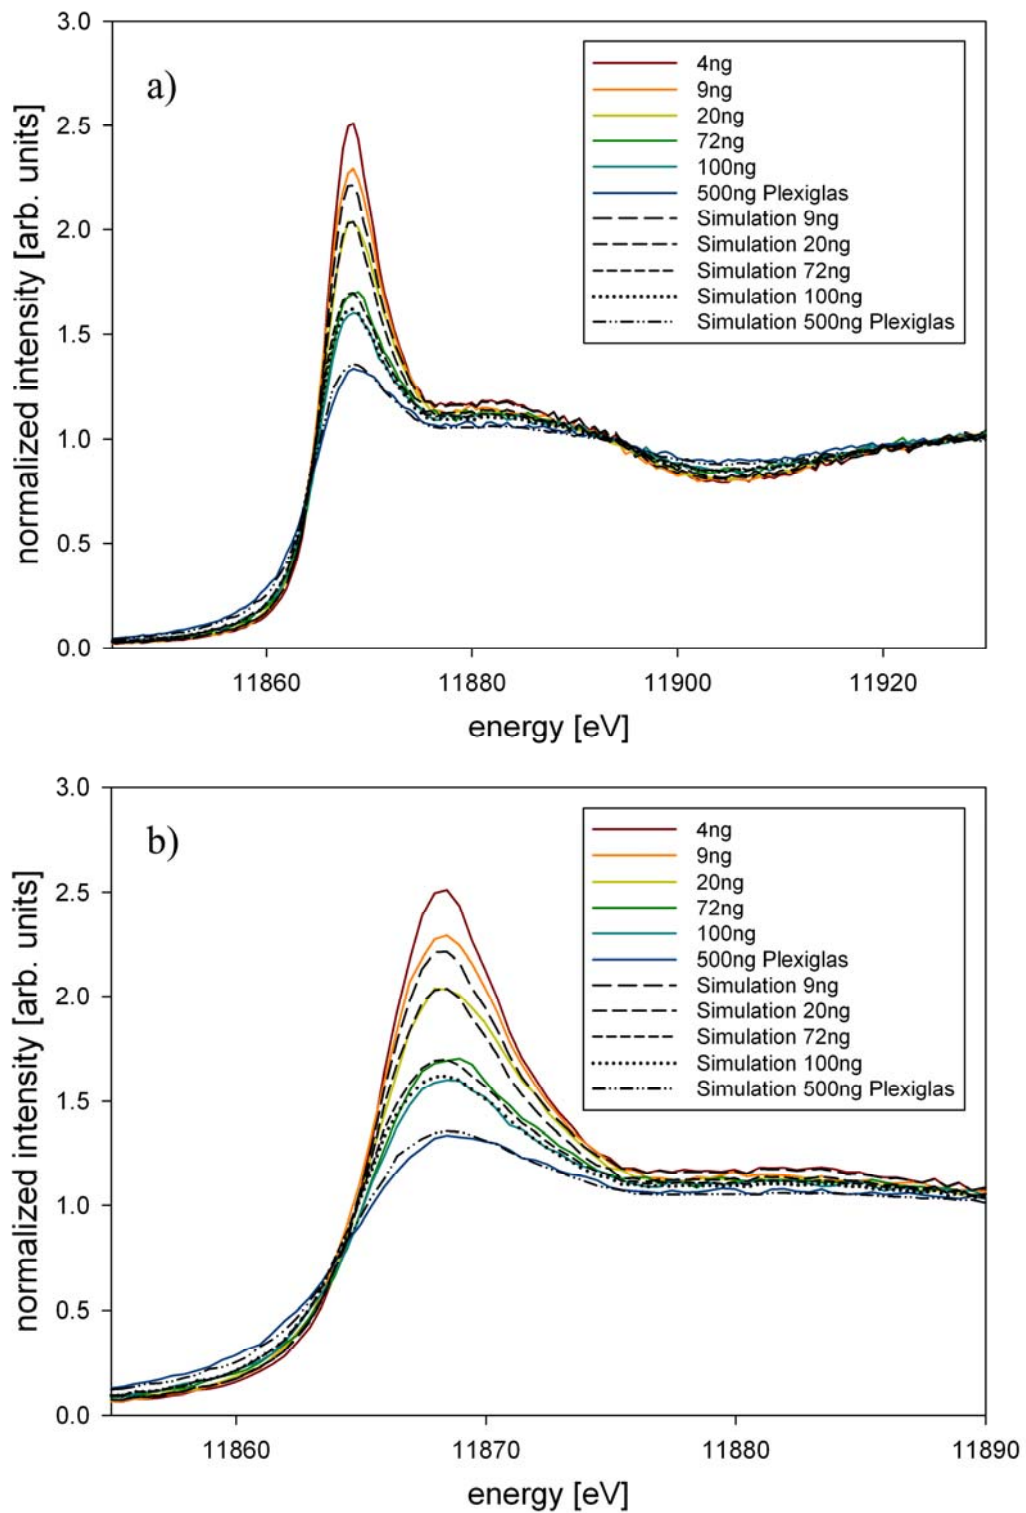 a)
normalized intensity [arb. units]
3.0
2.5
2.0
1.5
1.0
0.5
0.0
4ng
9ng
20ng
72ng
100ng
500ng Plexiglas
Simulation 9ng
Simulation 20ng
Simulation 72ng
Simulation 100ng
Simulation 500ng Plexiglas
11860 11880 11900 11920
energy [eV]
b)
normalized intensity [arb. units]
3.0
2.5
2.0
1.5
1.0
0.5
0.0
4ng
9ng
20ng
72ng
100ng
500ng Plexiglas
Simulation 9ng
Simulation 20ng
Simulation 72ng
Simulation 100ng
Simulation 500ng Plexiglas
11860 11870 11880 11890
energy [eV]